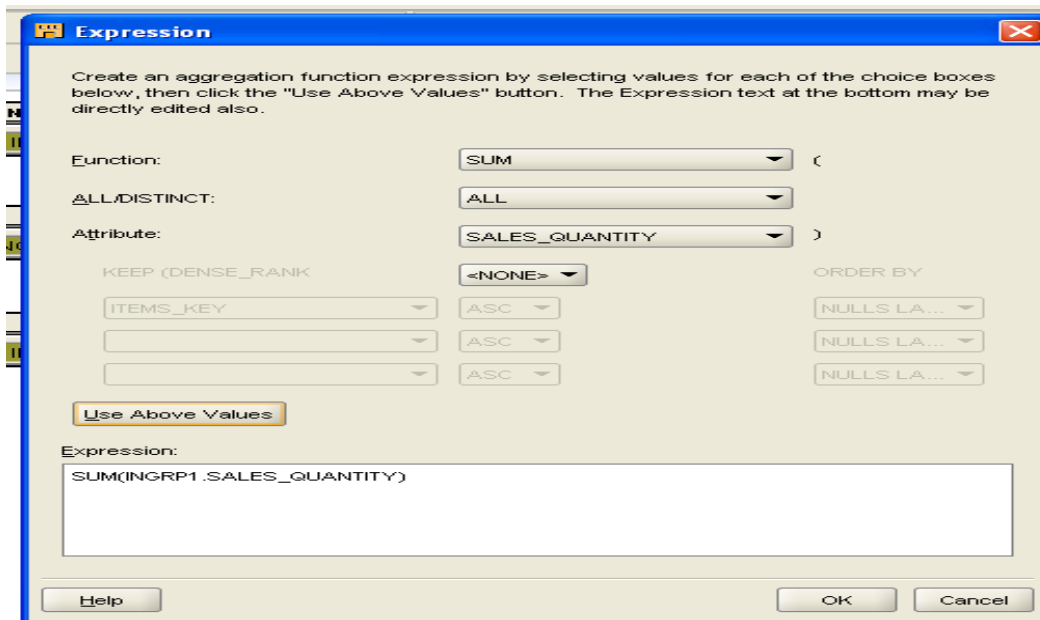 Expression
Create an aggregation function expression by selecting values for each of the choice boxes
below, then click the "Use Above Values" button. The Expression text at the bottom may be
directly edited also.
Function: SUM (
ALL/DISTINCT: ALL
Attribute: SALES_QUANTITY )
KEEP (DENSE_RANK <NONE> ORDER BY
ITEMS_KEY ASC NULLS LA...
ASC NULLS LA...
ASC NULLS LA...
Use Above Values
Expression:
SUM(INGRP1.SALES_QUANTITY)
Help OK Cancel